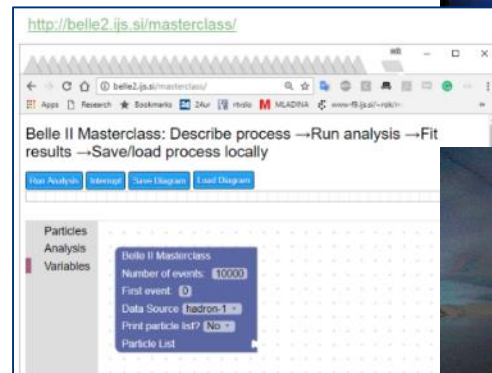 http://belle2.ijs.si/masterclass/
belle2.ijs.si/masterclass/
Apps Research Bookmarks 24ur MLADINA
Belle II Masterclass: Describe process →Run analysis →Fit
results →Save/load process locally
Run Analysis Interrupt Save Diagram Load Diagram
Particles
Analysis
Variables
Belle II Masterclass
Number of events: 10000
First event: 0
Data Source hadron-1
Print particle list? No
Particle List